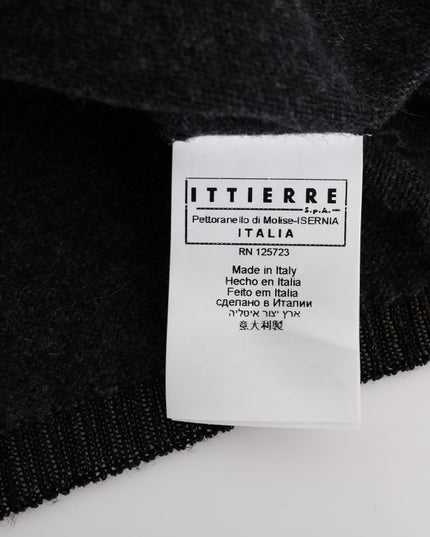 ITTIERRE
S.p.A.
Pettoranello di Molise-ISERNIA
ITALIA
RN 125723
Made in Italy
Hecho en Italia
Feito em Italia
сделано в Италии
ארץ יצור איטליה
意大利製